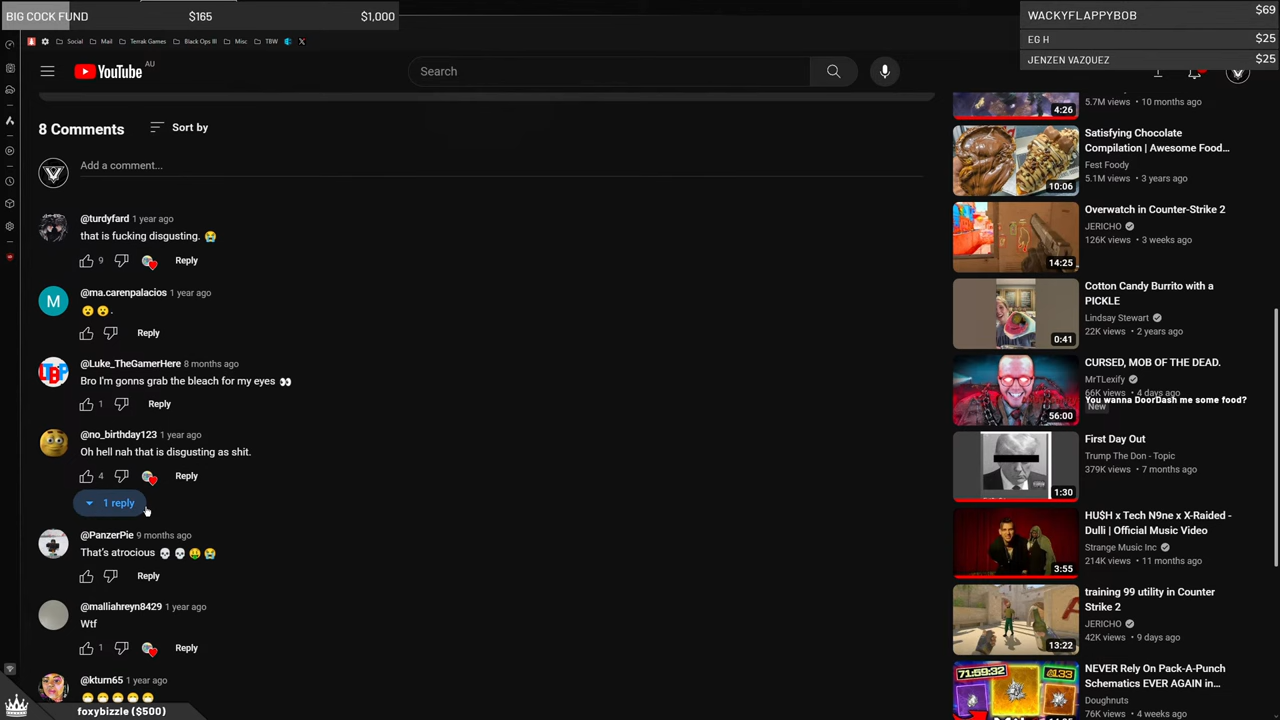 BIG COCK FUND $165 $1,000
WACKYFLAPPYBOB $69
EG H $25
JENZEN VAZQUEZ $25
Social Mail Terrak Games Black Ops III Misc TBW
YouTube AU
Search
8 Comments Sort by
Add a comment...
@turdyfard 1 year ago
that is fucking disgusting. 😭
9 Reply
M
@ma.carenpalacios 1 year ago
😮 😮 .
Reply
LBP
@Luke_TheGamerHere 8 months ago
Bro I'm gonns grab the bleach for my eyes 👀
1 Reply
@no_birthday123 1 year ago
Oh hell nah that is disgusting as shit.
4 Reply
1 reply
@PanzerPie 9 months ago
That's atrocious 💀 💀 🤑 😭
Reply
@malliahreyn8429 1 year ago
Wtf
1 Reply
@kturn65 1 year ago
😁 😁 😁 😁 😁
foxybizzle ($500)
4:26
5.7M views • 10 months ago
10:06
Satisfying Chocolate
Compilation | Awesome Food...
Fest Foody
5.1M views • 3 years ago
14:25
Overwatch in Counter-Strike 2
JERICHO
126K views • 3 weeks ago
0:41
Cotton Candy Burrito with a
PICKLE
Lindsay Stewart
22K views • 2 years ago
56:00
CURSED, MOB OF THE DEAD.
MrTLexify
66K views • 4 days ago
You wanna DoorDash me some food?
New
1:30
First Day Out
Trump The Don - Topic
379K views • 7 months ago
3:55
HU$H x Tech N9ne x X-Raided -
Dulli | Official Music Video
Strange Music Inc
214K views • 11 months ago
13:22
training 99 utility in Counter
Strike 2
JERICHO
42K views • 9 days ago
71:59:32
NEVER Rely On Pack-A-Punch
Schematics EVER AGAIN in...
Doughnuts
76K views • 4 weeks ago